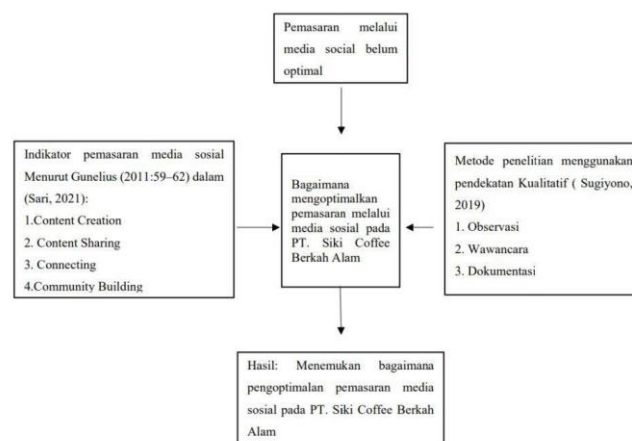 Pemasaran melalui
media social belum
optimal
Indikator pemasaran media sosial
Menurut Gunelius (2011:59–62) dalam
(Sari, 2021):
1.Content Creation
2. Content Sharing
3. Connecting
4.Community Building
Bagaimana
mengoptimalkan
pemasaran melalui
media sosial pada
PT. Siki Coffee
Berkah Alam
Metode penelitian menggunakan
pendekatan Kualitatif ( Sugiyono,
2019)
1. Observasi
2. Wawancara
3. Dokumentasi
Hasil: Menemukan bagaimana
pengoptimalan pemasaran media
sosial pada PT. Siki Coffee Berkah
Alam